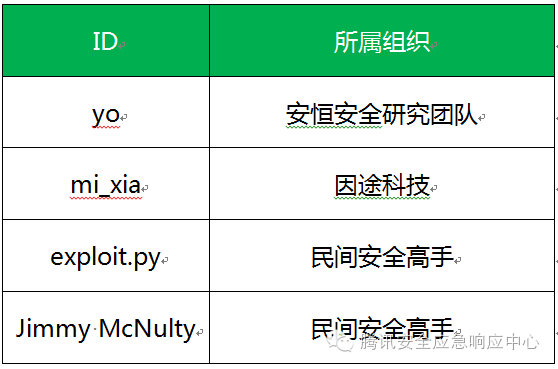 ID 所属组织
yo 安恒安全研究团队
mi_xia 因途科技
exploit.py 民间安全高手
Jimmy McNulty 民间安全高手
腾讯安全应急响应中心